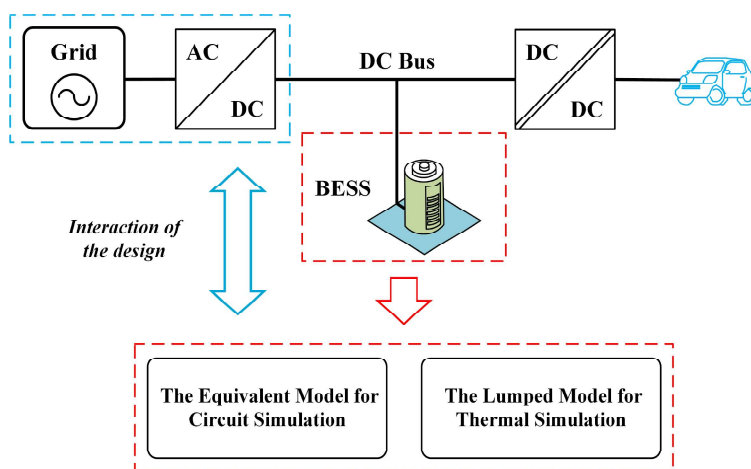 Grid
AC
DC
DC Bus
DC
DC
BESS
Interaction of
the design
The Equivalent Model for
Circuit Simulation
The Lumped Model for
Thermal Simulation